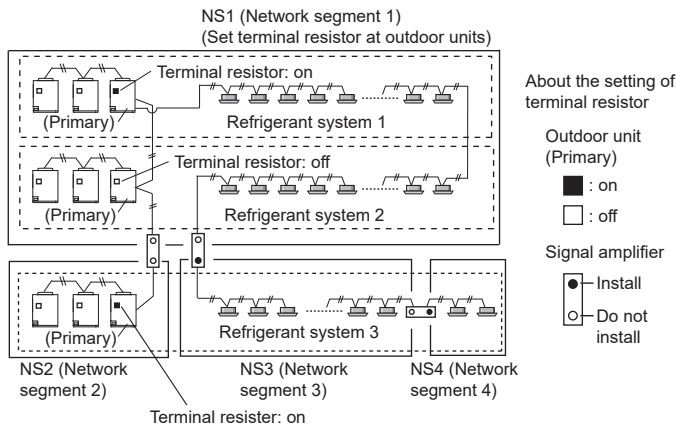 NS1 (Network segment 1)
(Set terminal resistor at outdoor units)
Terminal resistor: on
(Primary)
Refrigerant system 1
Terminal resistor: off
(Primary)
Refrigerant system 2
(Primary)
Refrigerant system 3
NS2 (Network
segment 2)
NS3 (Network
segment 3)
NS4 (Network
segment 4)
Terminal resister: on
About the setting of
terminal resistor
Outdoor unit
(Primary)
: on
: off
Signal amplifier
Install
Do not
install